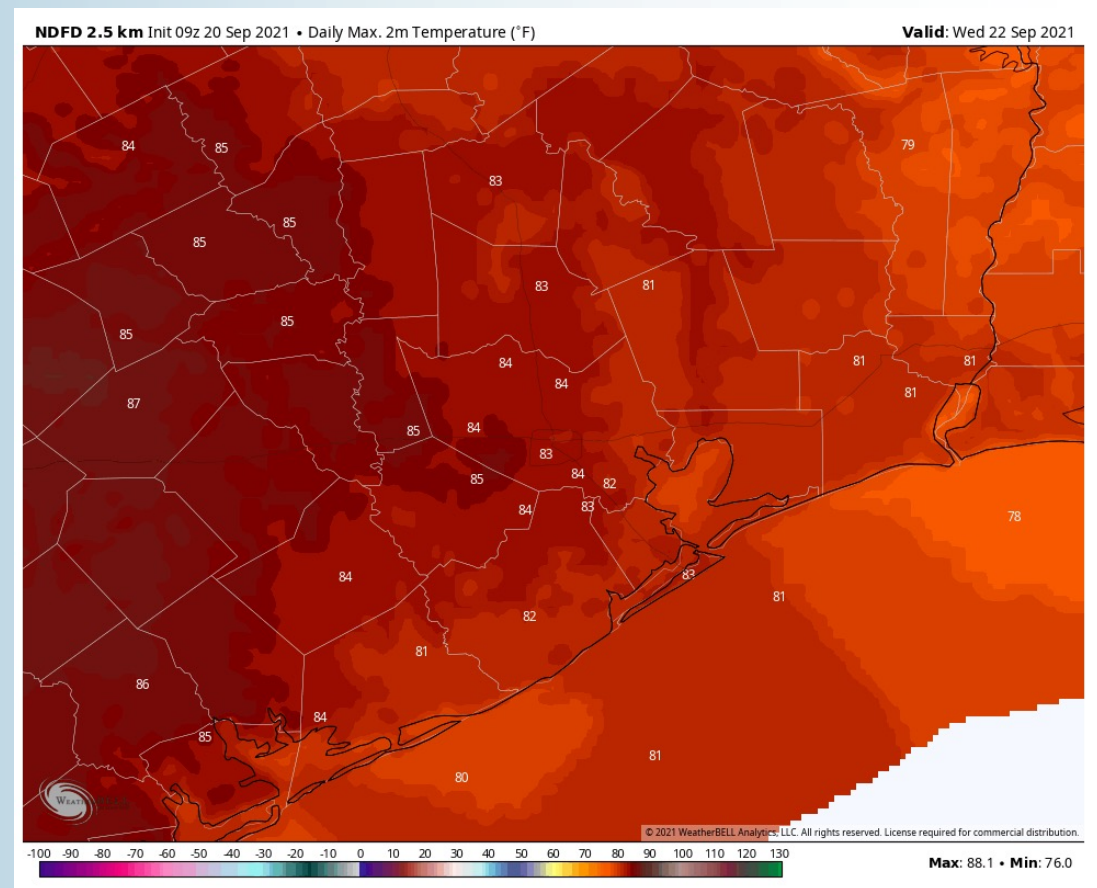 NDFD 2.5 km Init 09z 20 Sep 2021 • Daily Max. 2m Temperature (°F) Valid: Wed 22 Sep 2021
84 85 79
83
85
85
83 81
85 85
84 81 81
84
87 81
85 84
83
85 84 82
84 83
78
84 83
81
82
81
86
84
85
81
80
© 2021 WeatherBELL Analytics, LLC. All rights reserved. License required for commercial distribution.
-100 -90 -80 -70 -60 -50 -40 -30 -20 -10 0 10 20 30 40 50 60 70 80 90 100 110 120 130
Max: 88.1 • Min: 76.0